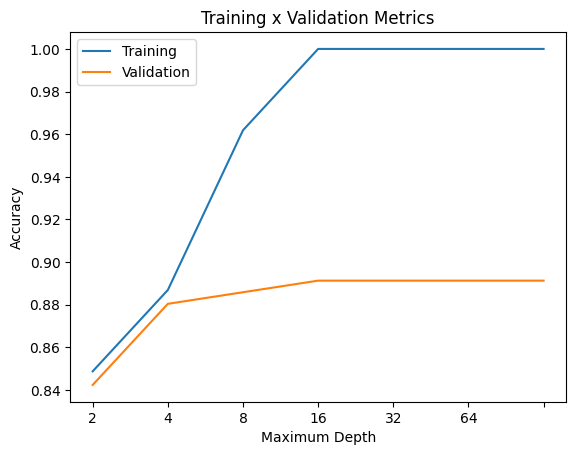 Training x Validation Metrics
Training
Validation
1.00
0.98
0.96
0.94
0.92
0.90
0.88
0.86
0.84
Accuracy
2 4 8 16 32 64
Maximum Depth